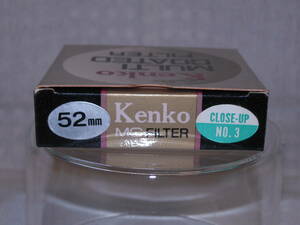 Kenko
MULTI
COATED
FILTER
52mm
Kenko
MC FILTER
CLOSE-UP
NO. 3